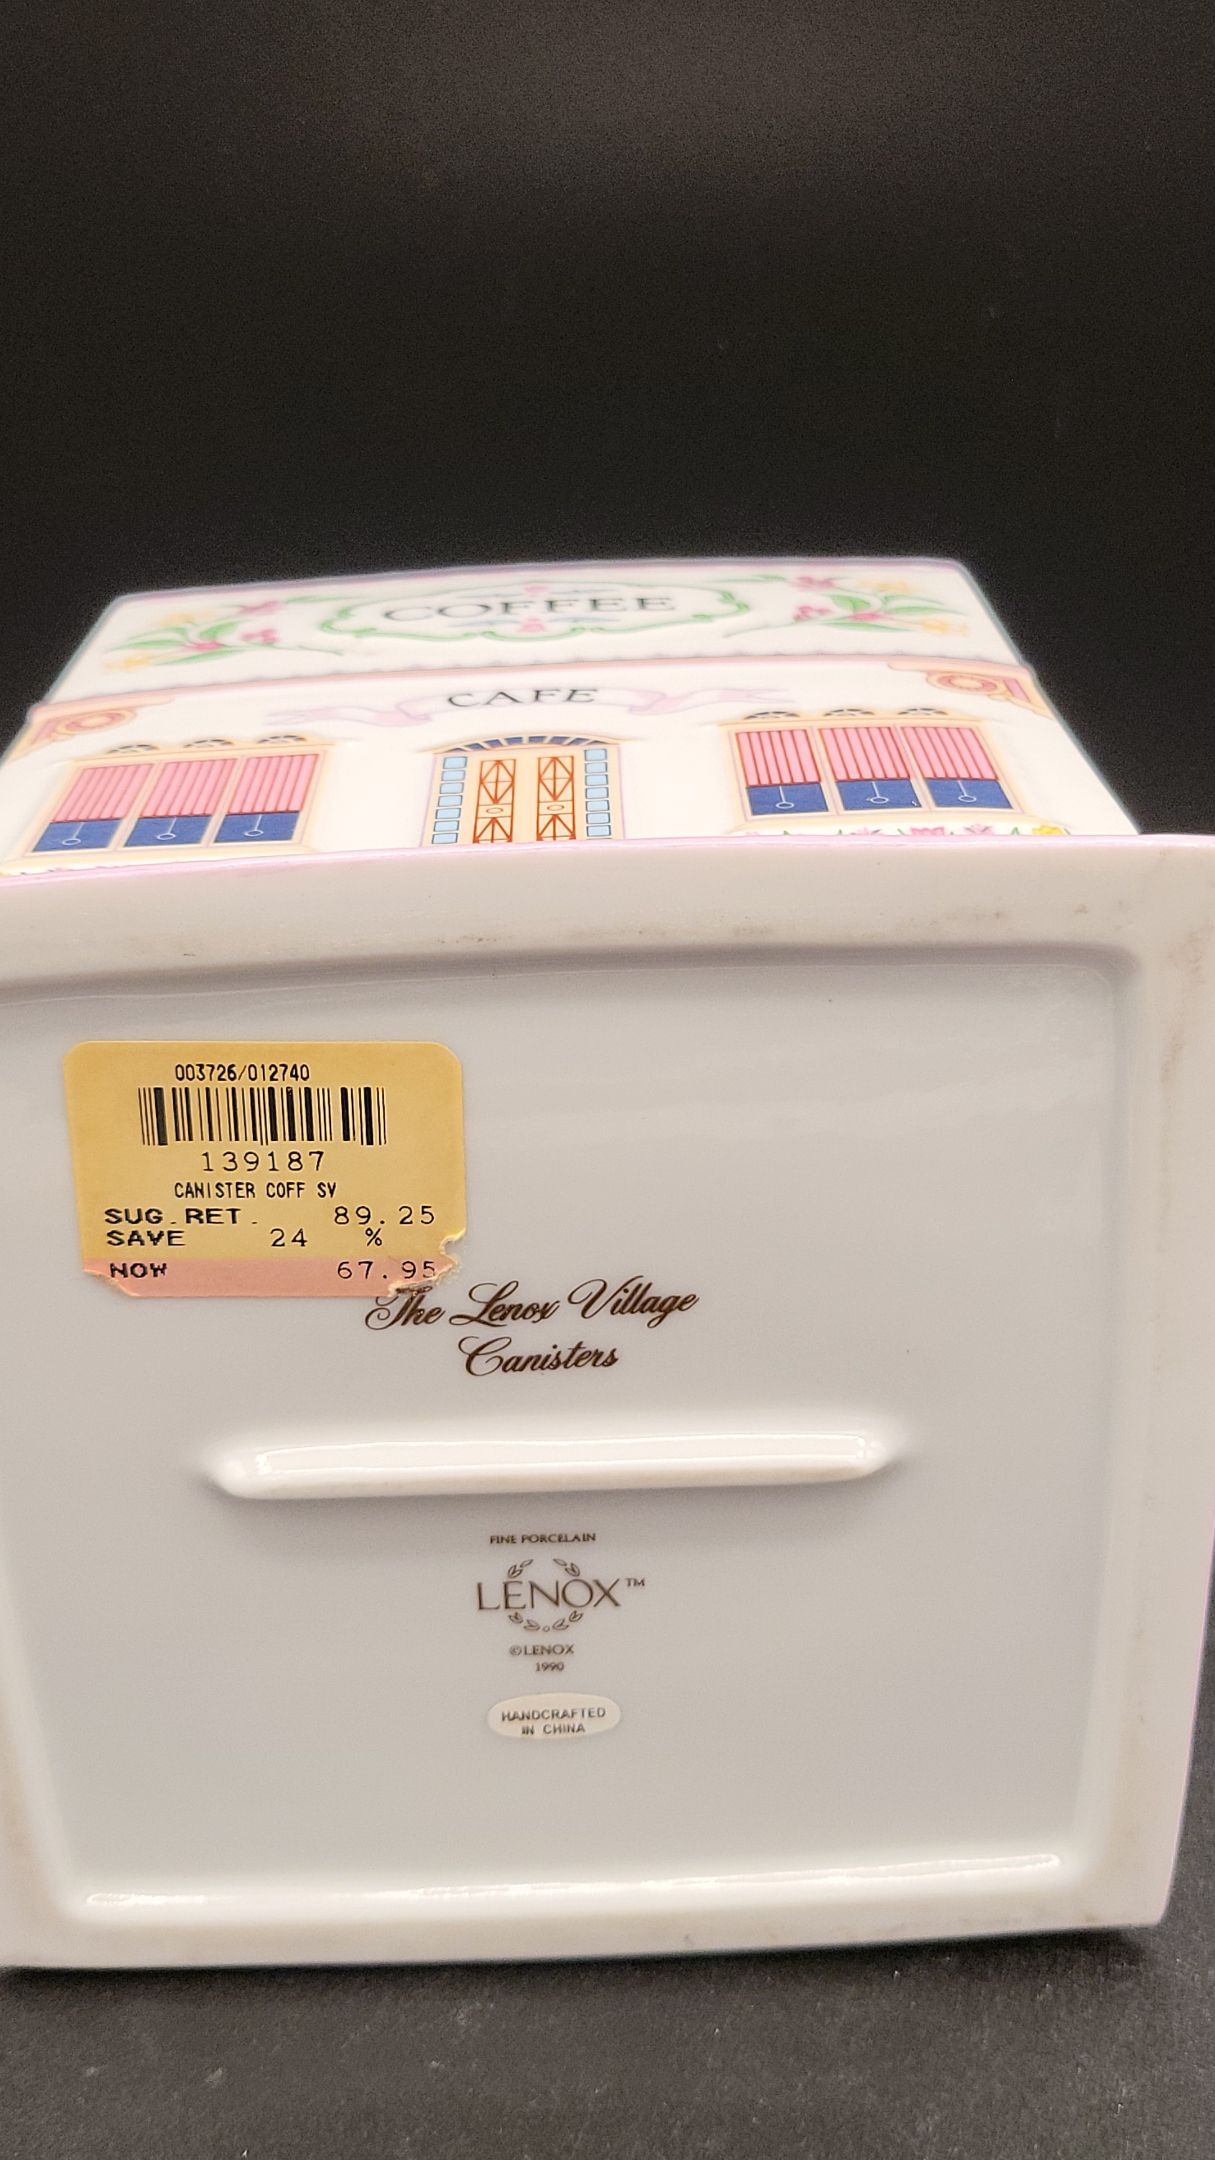 COFFEE
CAFE
003726/012740
139187
CANISTER COFF SV
SUG.RET. 89.25
SAVE 24 %
NOW 67.95
The Lenox Village
Canisters
FINE PORCELAIN
LENOX™
©LENOX
1990
HANDCRAFTED
IN CHINA